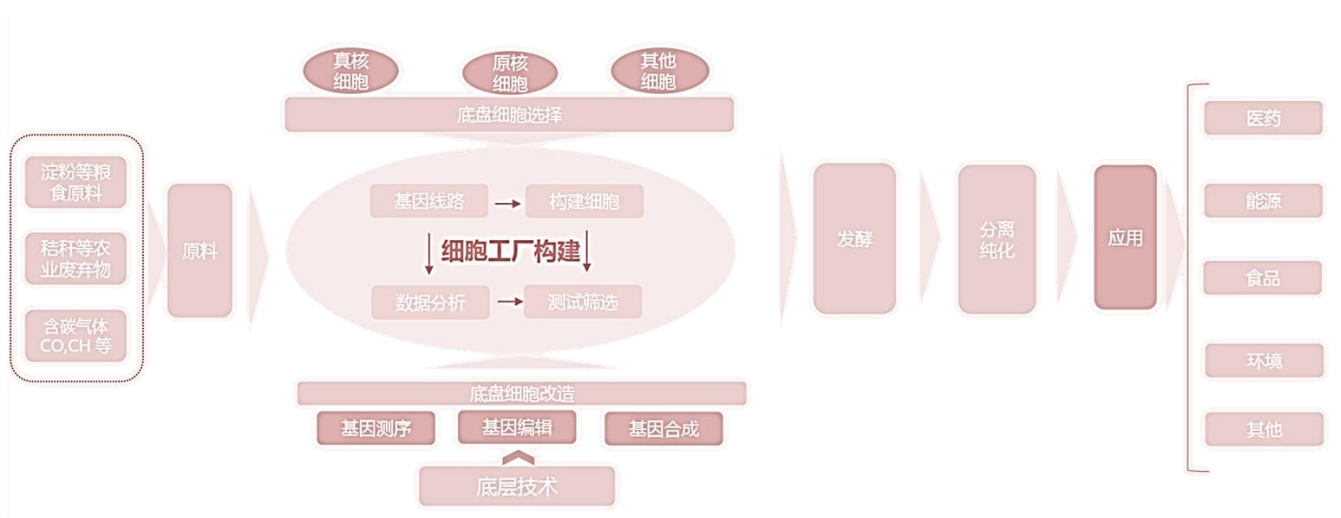 真核
细胞
原核
细胞
其他
细胞
底盘细胞选择
淀粉等粮
食原料
秸秆等农
业废弃物
含碳气体
CO,CH 等
原料
基因线路
构建细胞
细胞工厂构建
数据分析
测试筛选
底盘细胞改造
基因测序
基因编辑
基因合成
底层技术
发酵
分离
纯化
应用
医药
能源
食品
环境
其他